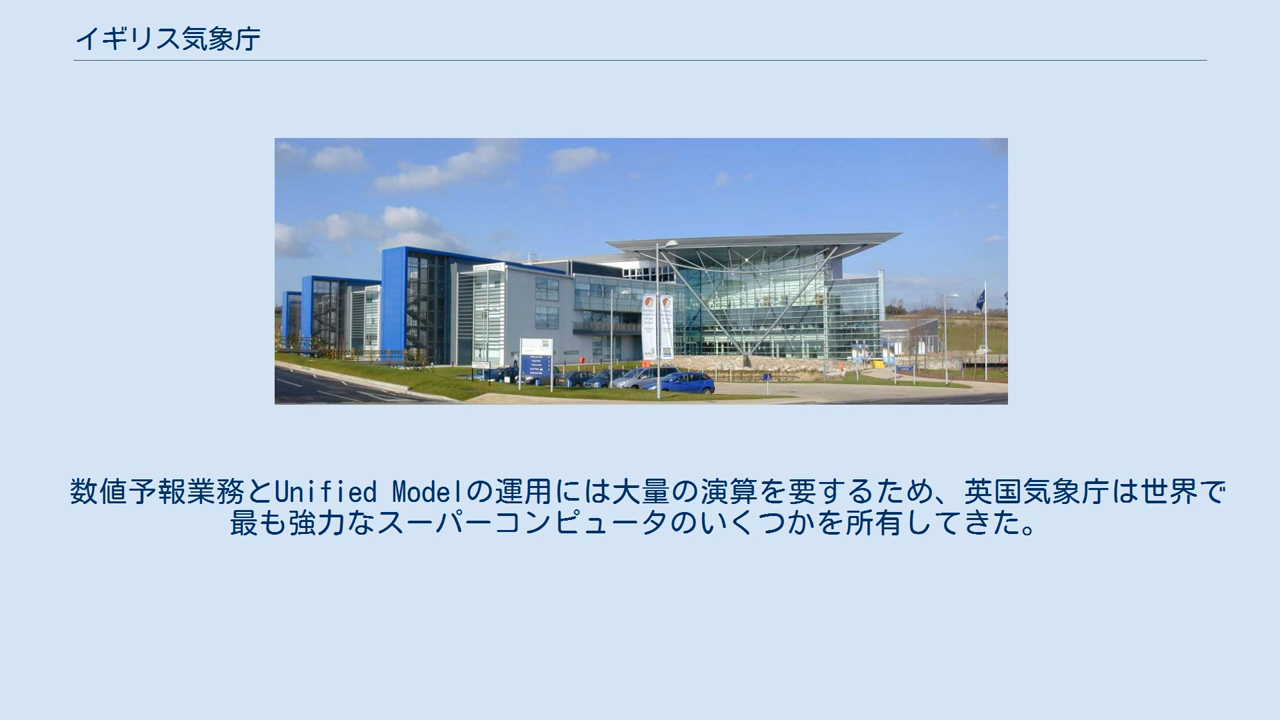 イギリス気象庁
数値予報業務とUnified Modelの運用には大量の演算を要するため、英国気象庁は世界で
最も強力なスーパーコンピュータのいくつかを所有してきた。